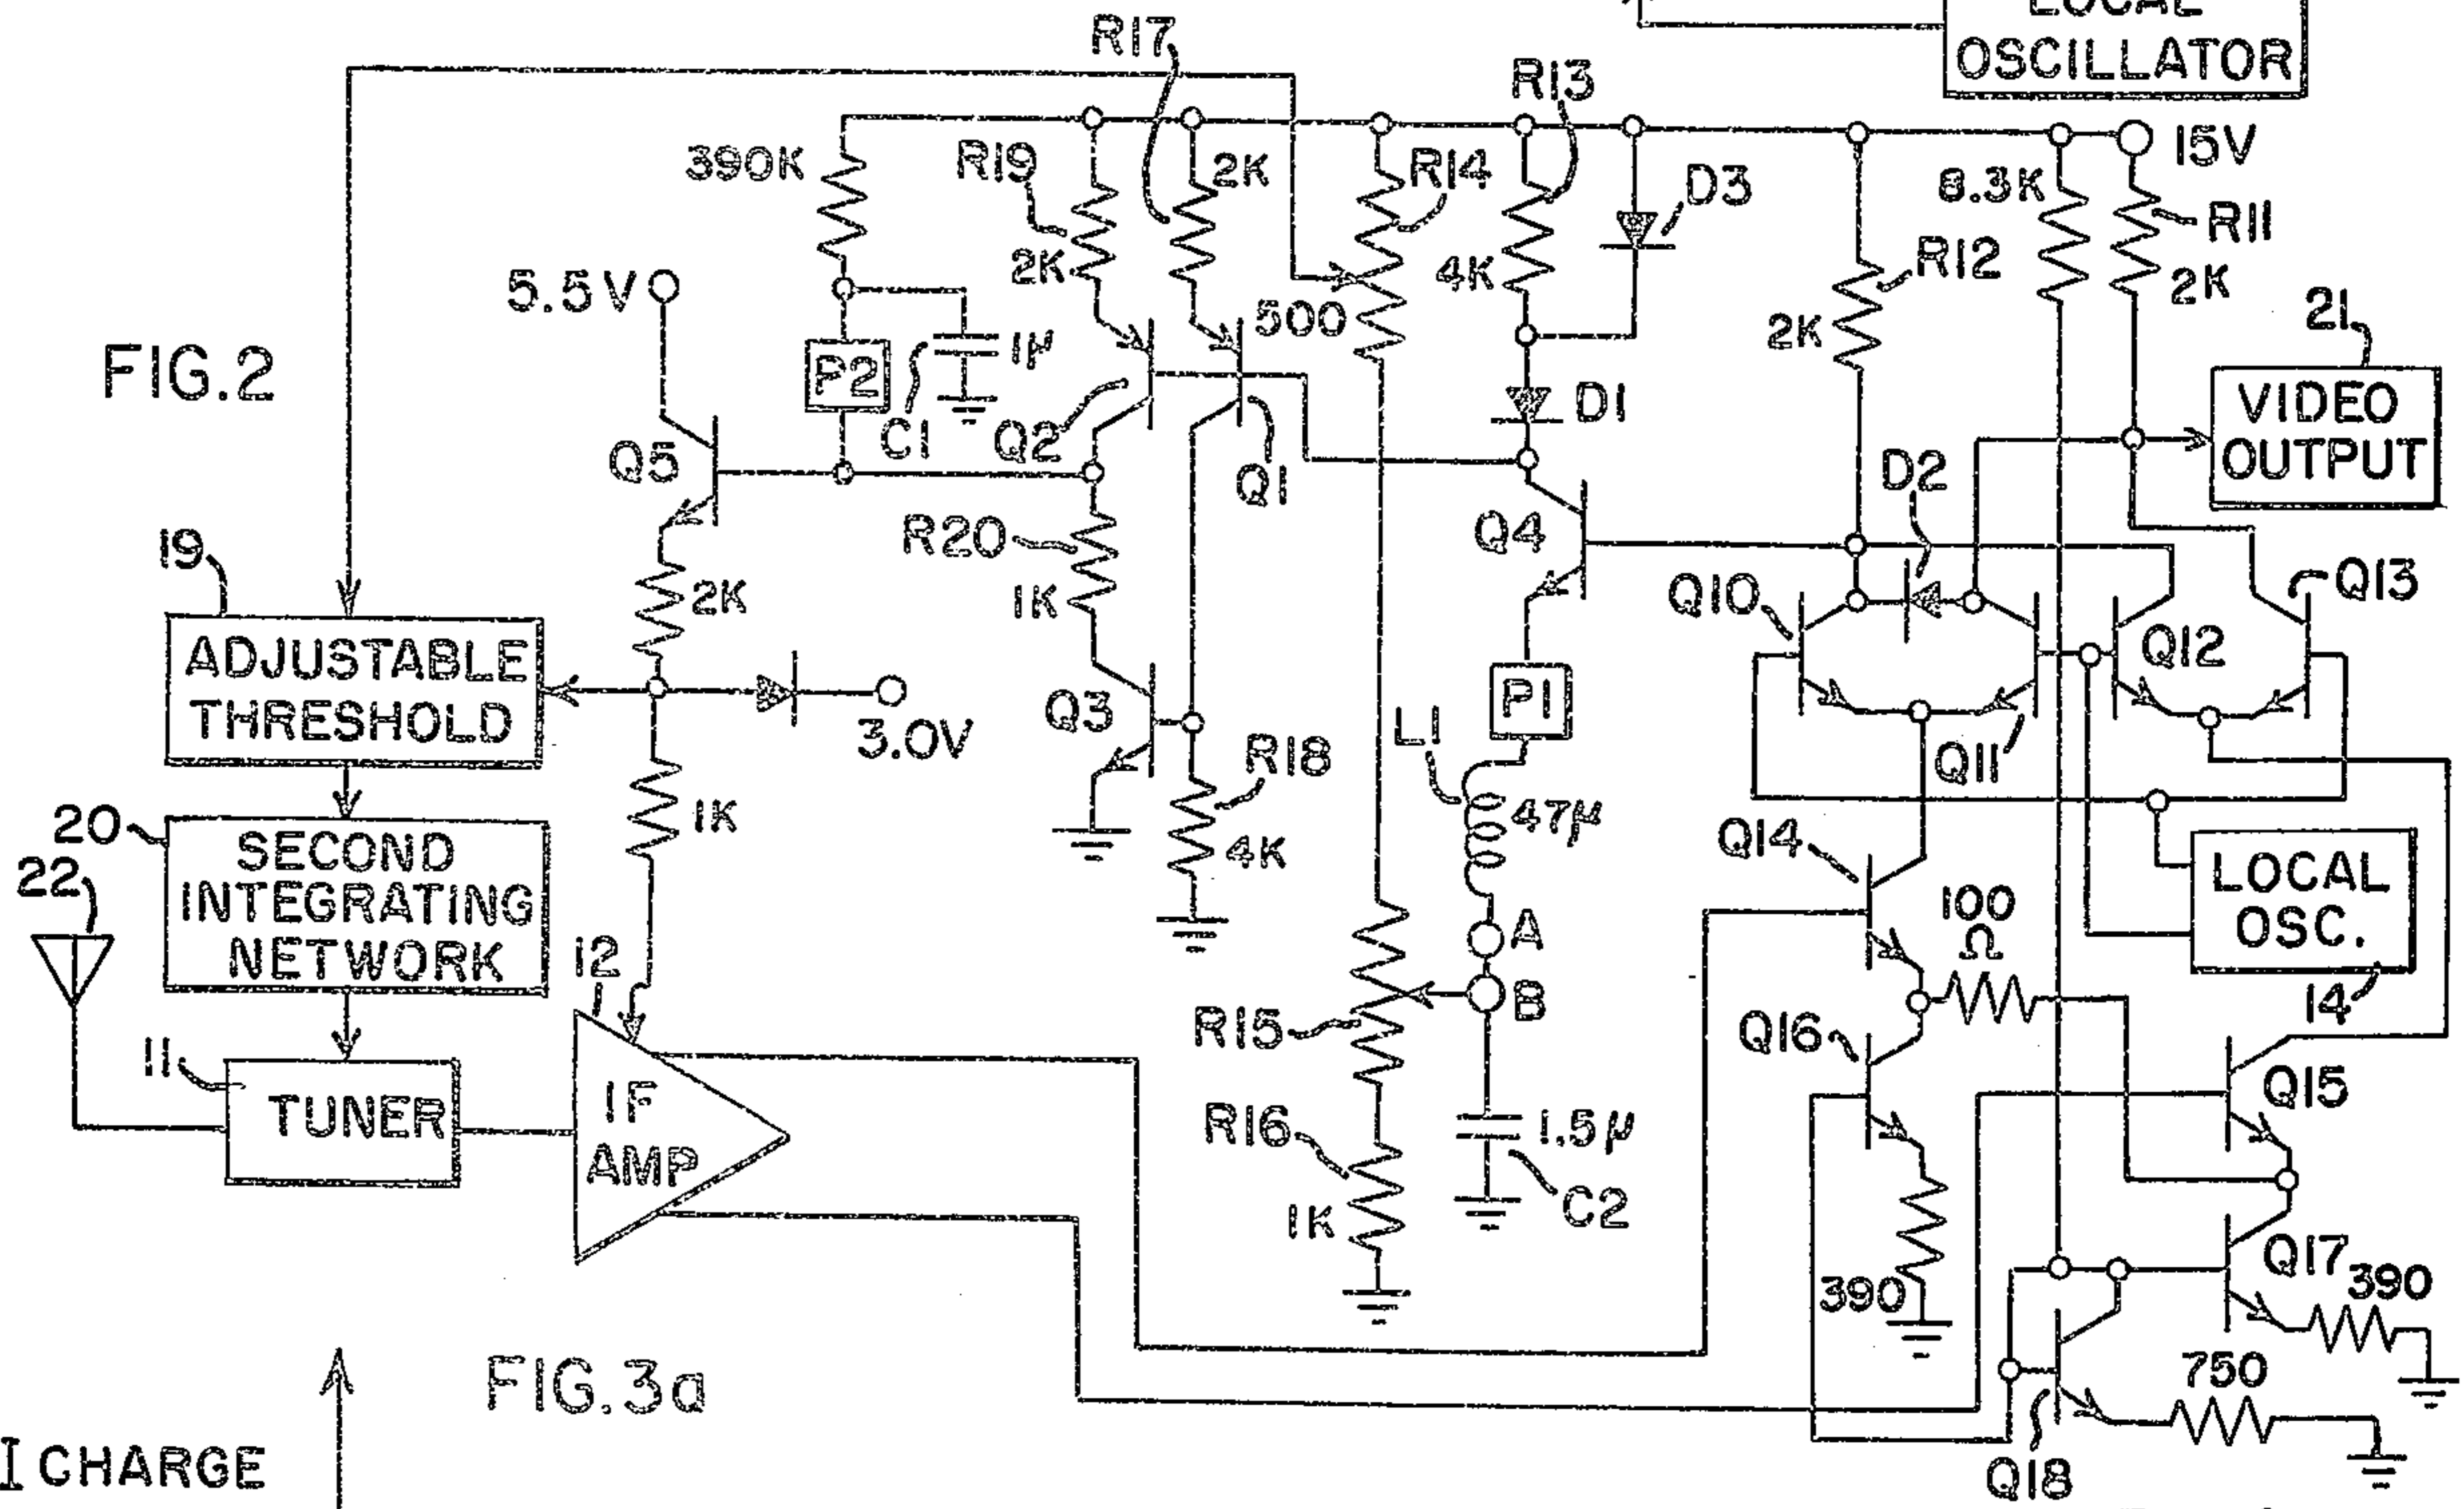 LOCAL
OSCILLATOR
R17
R13
15V
390K
R19
2K
R14
D3
8.3K
R11
5.5V
2K
4K
R12
2K
500
2K
21
FIG.2
P2
1µ
C1
Q2
Q1
D1
VIDEO
OUTPUT
Q5
D2
R20
1K
Q4
Q10
Q13
19
2K
Q12
ADJUSTABLE
THRESHOLD
Q3
3.0V
P1
L1
Q11
R18
47µ
4K
20
1K
Q14
22
SECOND
INTEGRATING
NETWORK
12
100
Ω
LOCAL
OSC.
A
B
14
R15
Q16
11
TUNER
IF
AMP
R16
1.5µ
Q15
1K
C2
Q17
390
390
FIG.3a
750
I CHARGE
Q18